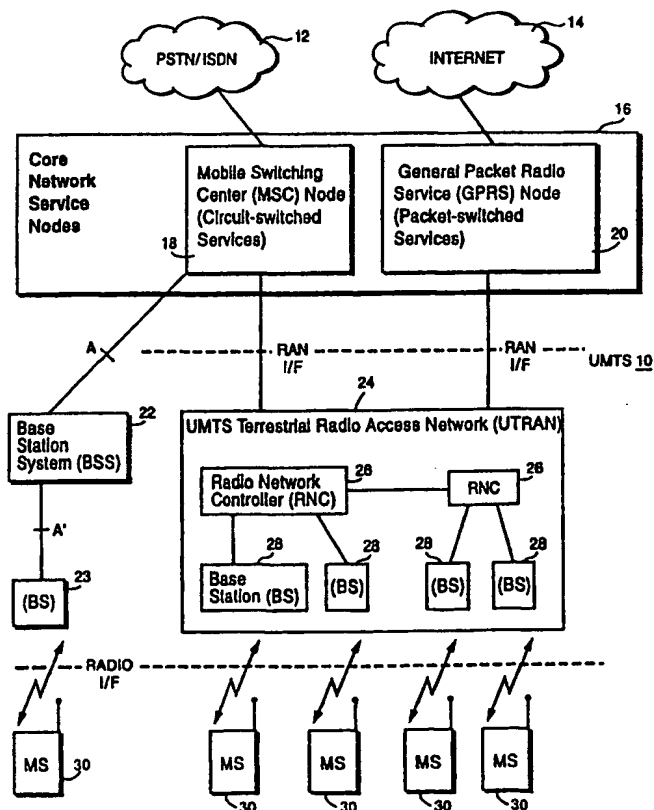 12
PSTN/ISDN
14
INTERNET
16
Core
Network
Service
Nodes
Mobile Switching
Center (MSC) Node
(Circuit-switched
Services)
18
General Packet Radio
Service (GPRS) Node
(Packet-switched
Services)
20
A
RAN
I/F
RAN
I/F
UMTS 10
22
Base
Station
System (BSS)
24
UMTS Terrestrial Radio Access Network (UTRAN)
26
Radio Network
Controller (RNC)
26
RNC
A'
23
(BS)
28
Base
Station (BS)
28
(BS)
28
(BS)
28
(BS)
RADIO
I/F
MS
30
MS
30
MS
30
MS
30
MS
30